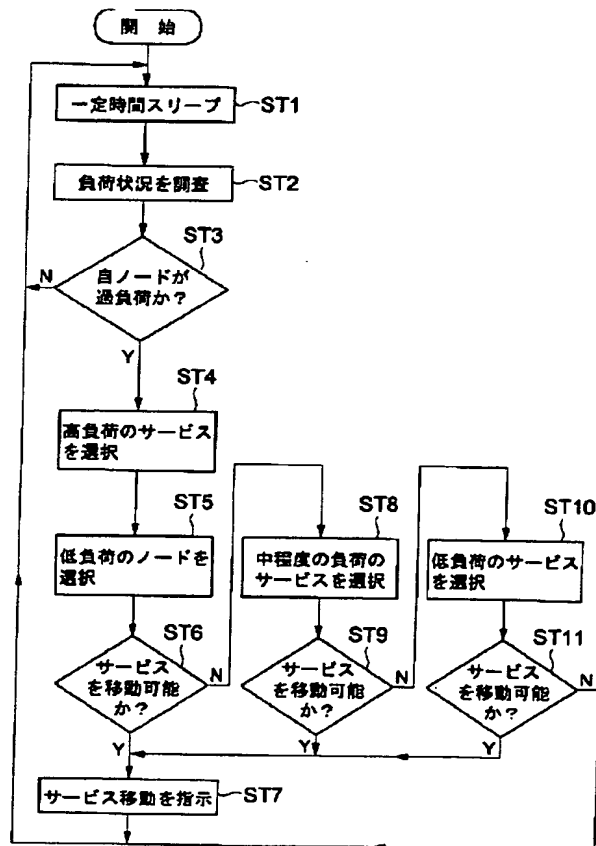 開 始
一定時間スリープ
ST1
負荷状況を調査
ST2
ST3
自ノードが
過負荷か?
N
Y
ST4
高負荷のサービス
を選択
ST5
低負荷のノードを
選択
ST6
サービス
を移動可能
か?
N
Y
ST8
中程度の負荷の
サービスを選択
ST9
サービス
を移動可能
か?
N
Y
ST10
低負荷のサービス
を選択
ST11
サービス
を移動可能
か?
N
Y
サービス移動を指示
ST7